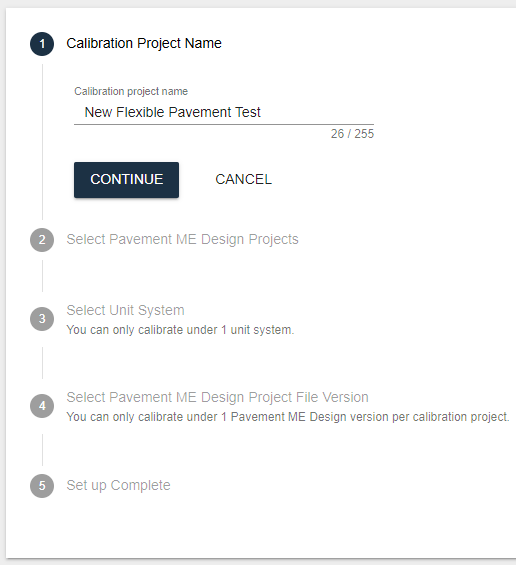 1 Calibration Project Name
Calibration project name
New Flexible Pavement Test
26 / 255
CONTINUE CANCEL
2 Select Pavement ME Design Projects
3 Select Unit System
You can only calibrate under 1 unit system.
4 Select Pavement ME Design Project File Version
You can only calibrate under 1 Pavement ME Design version per calibration project.
5 Set up Complete